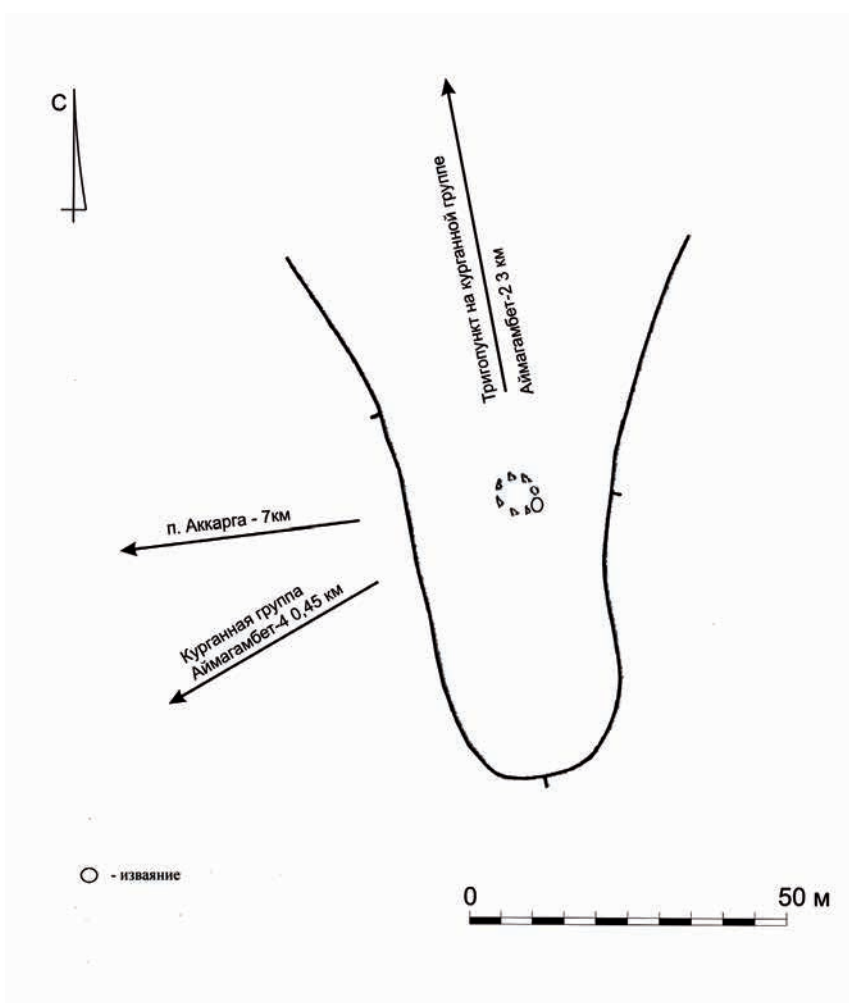 С
Тригопункт на курганной группе
Аймагамбет-2 3 км
п. Аккарга - 7км
Курганная группа
Аймагамбет-4 0,45 км
- изваяние
0 50 м